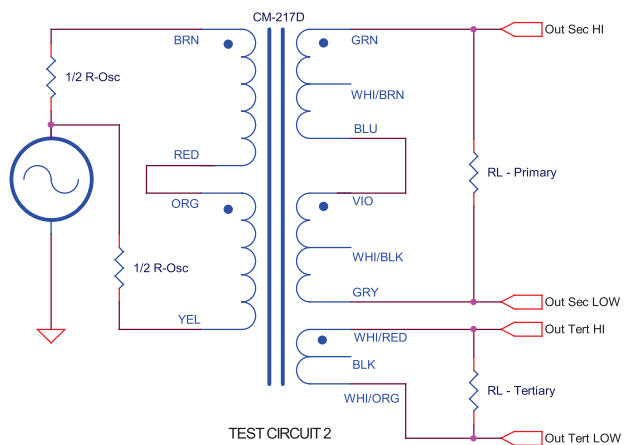 CM-217D
BRN
GRN
Out Sec HI
1/2 R-Osc
WHI/BRN
BLU
RED
RL - Primary
ORG
VIO
1/2 R-Osc
WHI/BLK
GRY
Out Sec LOW
YEL
WHI/RED
Out Tert HI
BLK
RL - Tertiary
WHI/ORG
TEST CIRCUIT 2
Out Tert LOW